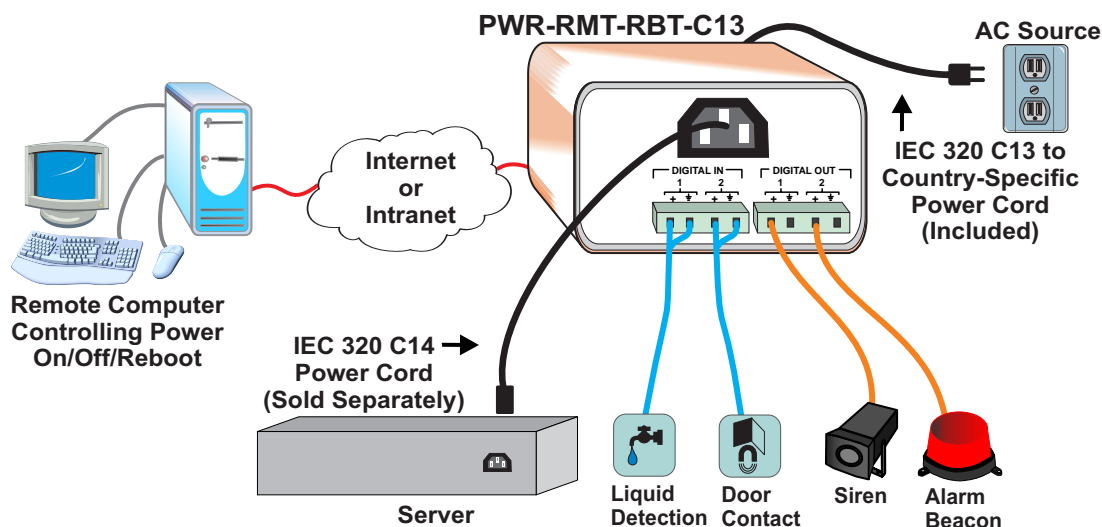 PWR-RMT-RBT-C13
AC Source
Internet
or
Intranet
DIGITAL IN
1 2
+ +
DIGITAL OUT
1 2
+ +
IEC 320 C13 to
Country-Specific
Power Cord
(Included)
Remote Computer
Controlling Power
On/Off/Reboot
IEC 320 C14
Power Cord
(Sold Separately)
Server
Liquid
Detection
Door
Contact
Siren
Alarm
Beacon